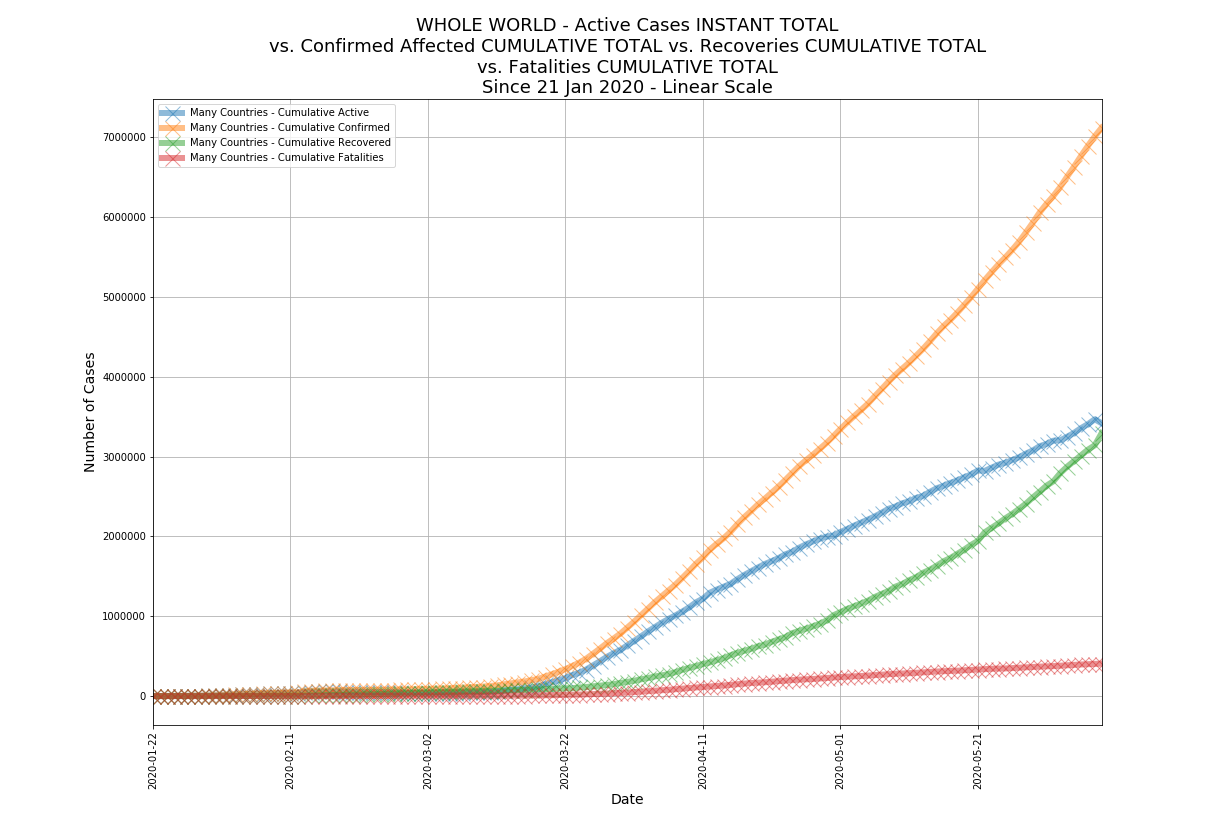 WHOLE WORLD - Active Cases INSTANT TOTAL
vs. Confirmed Affected CUMULATIVE TOTAL vs. Recoveries CUMULATIVE TOTAL
vs. Fatalities CUMULATIVE TOTAL
Since 21 Jan 2020 - Linear Scale
Many Countries - Cumulative Active
Many Countries - Cumulative Confirmed
Many Countries - Cumulative Recovered
Many Countries - Cumulative Fatalities
Number of Cases
7000000
6000000
5000000
4000000
3000000
2000000
1000000
0
2020-01-22
2020-02-11
2020-03-02
2020-03-22
2020-04-11
2020-05-01
2020-05-21
Date